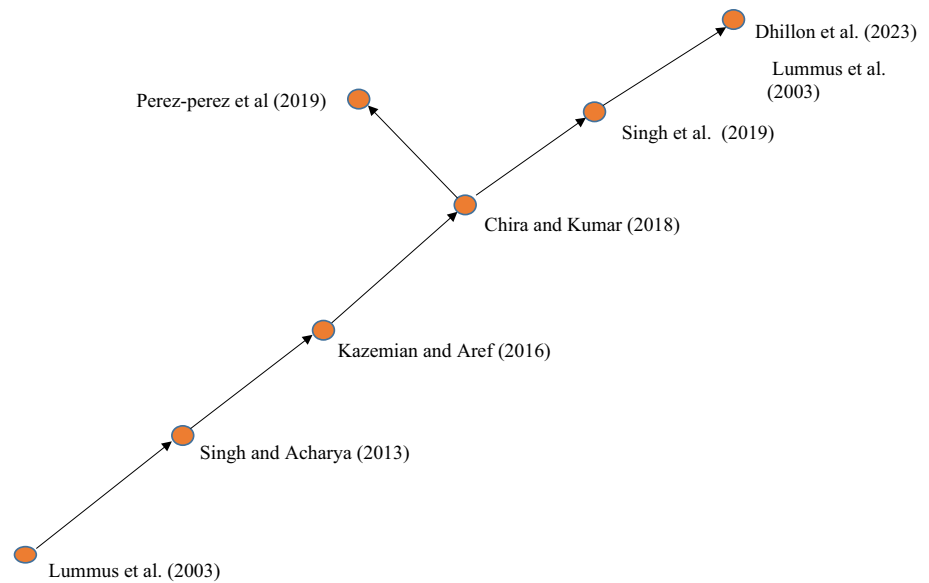 Dhillon et al. (2023)
Lummus et al.
(2003)
Perez-perez et al (2019)
Singh et al.  (2019)
Chira and Kumar (2018)
Kazemian and Aref (2016)
Singh and Acharya (2013)
Lummus et al. (2003)